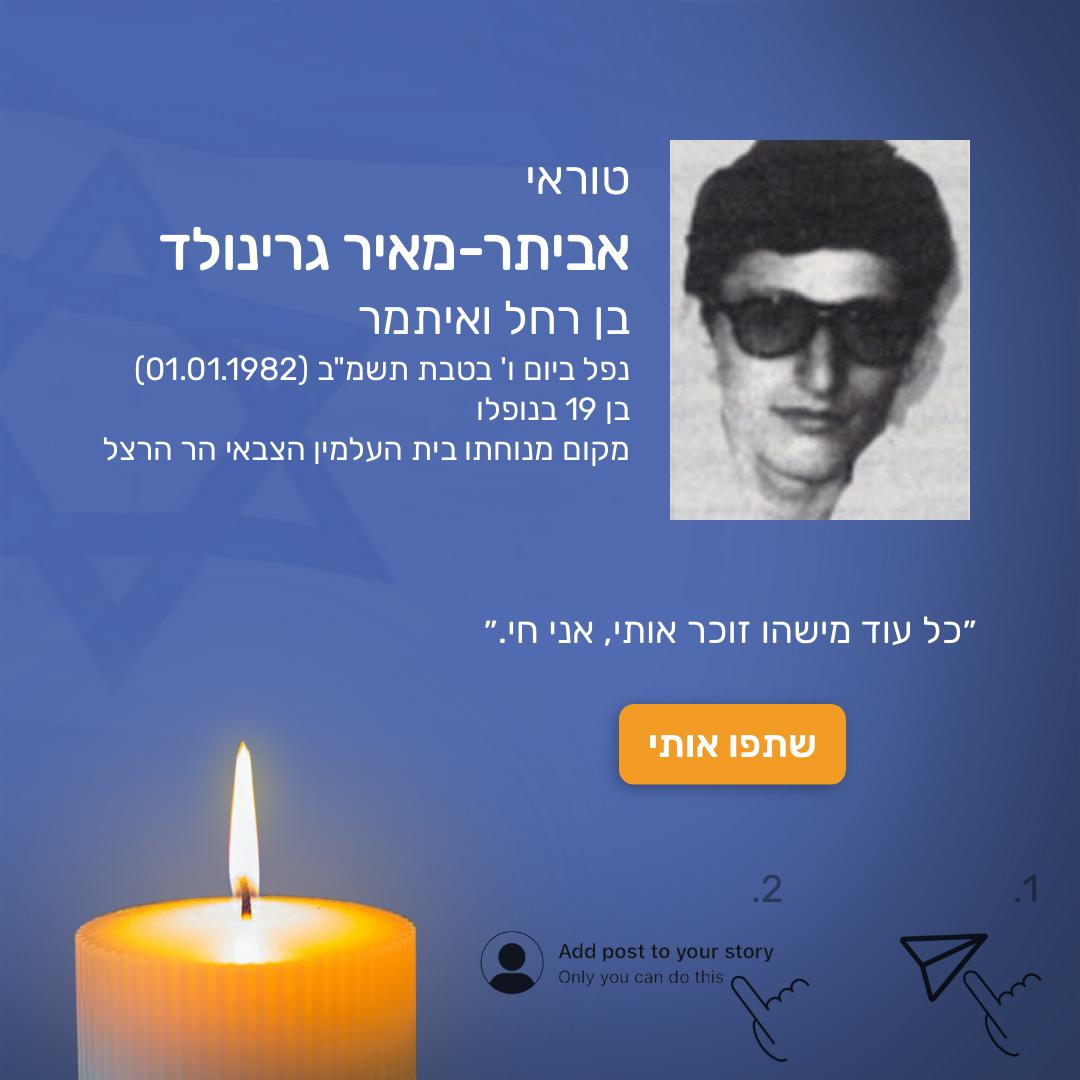 טוראי
אביתר-מאיר גרינולד
בן רחל ואיתמר
נפל ביום ו' בטבת תשמ"ב (01.01.1982)
בן 19 בנופלו
מקום מנוחתו בית העלמין הצבאי הר הרצל
״כל עוד מישהו זוכר אותי, אני חי.״
שתפו אותי
1.
2.
Add post to your story
Only you can do this